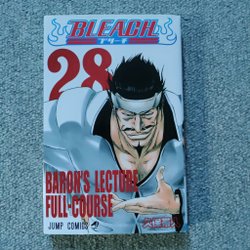 BLEACH
ブリーチ
28
BARON'S LECTURE
FULL-COURSE
JUMP COMICS